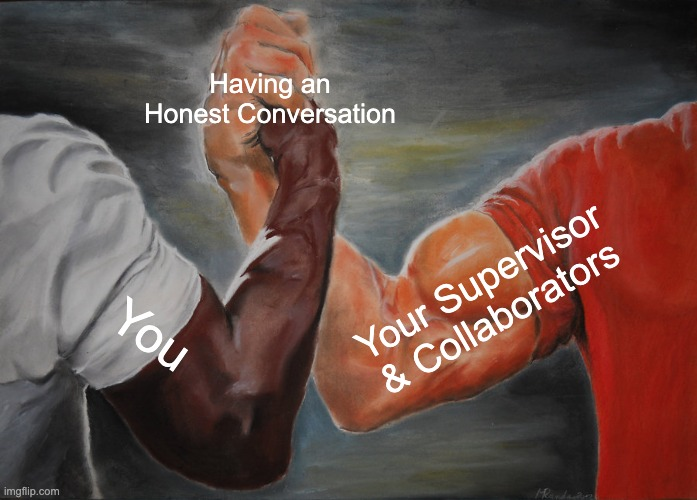 Having an
Honest Conversation
You
Your Supervisor
& Collaborators
imgflip.com